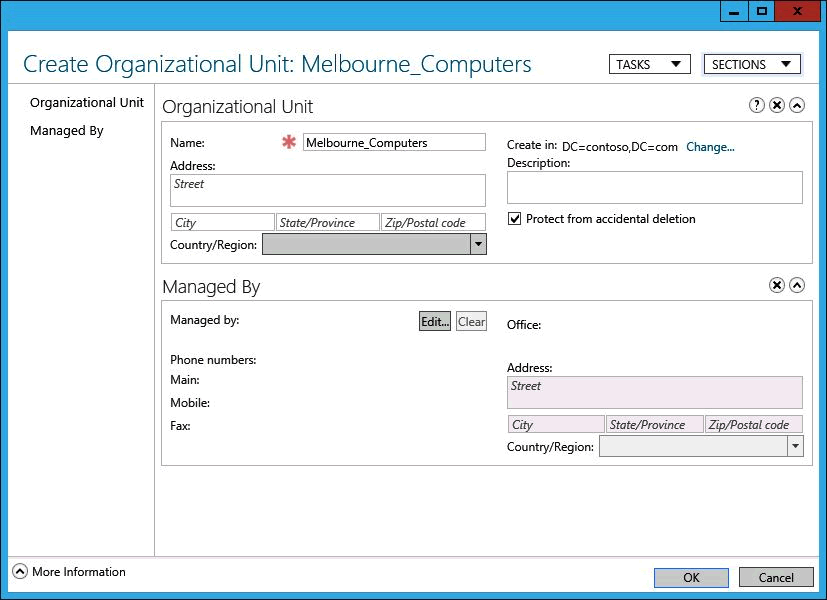 Create Organizational Unit: Melbourne_Computers
TASKS
SECTIONS
Organizational Unit
Managed By
Organizational Unit
Name:
Melbourne_Computers
Address:
Street
City
State/Province
Zip/Postal code
Country/Region:
Create in: DC=contoso,DC=com Change...
Description:
Protect from accidental deletion
Managed By
Managed by:
Edit...
Clear
Phone numbers:
Main:
Mobile:
Fax:
Office:
Address:
Street
City
State/Province
Zip/Postal code
Country/Region:
More Information
OK
Cancel